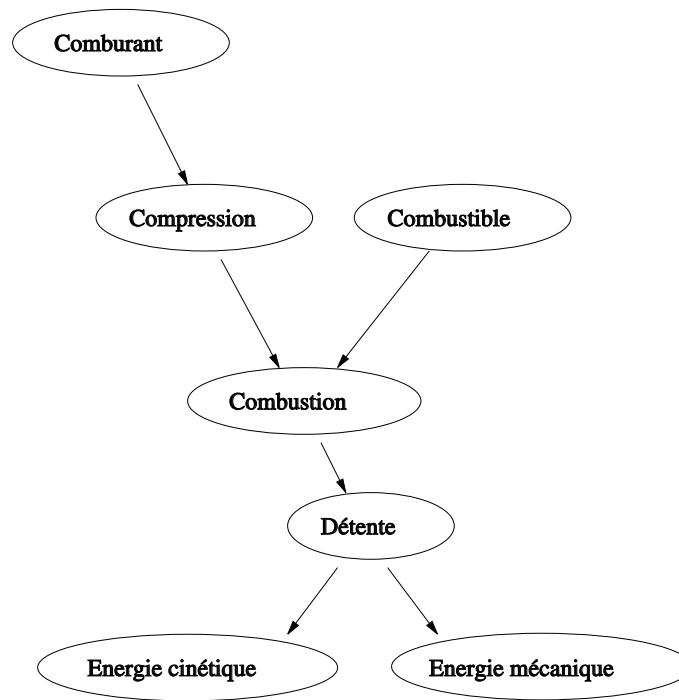 Comburant
Compression
Combustible
Combustion
Détente
Energie cinétique
Energie mécanique